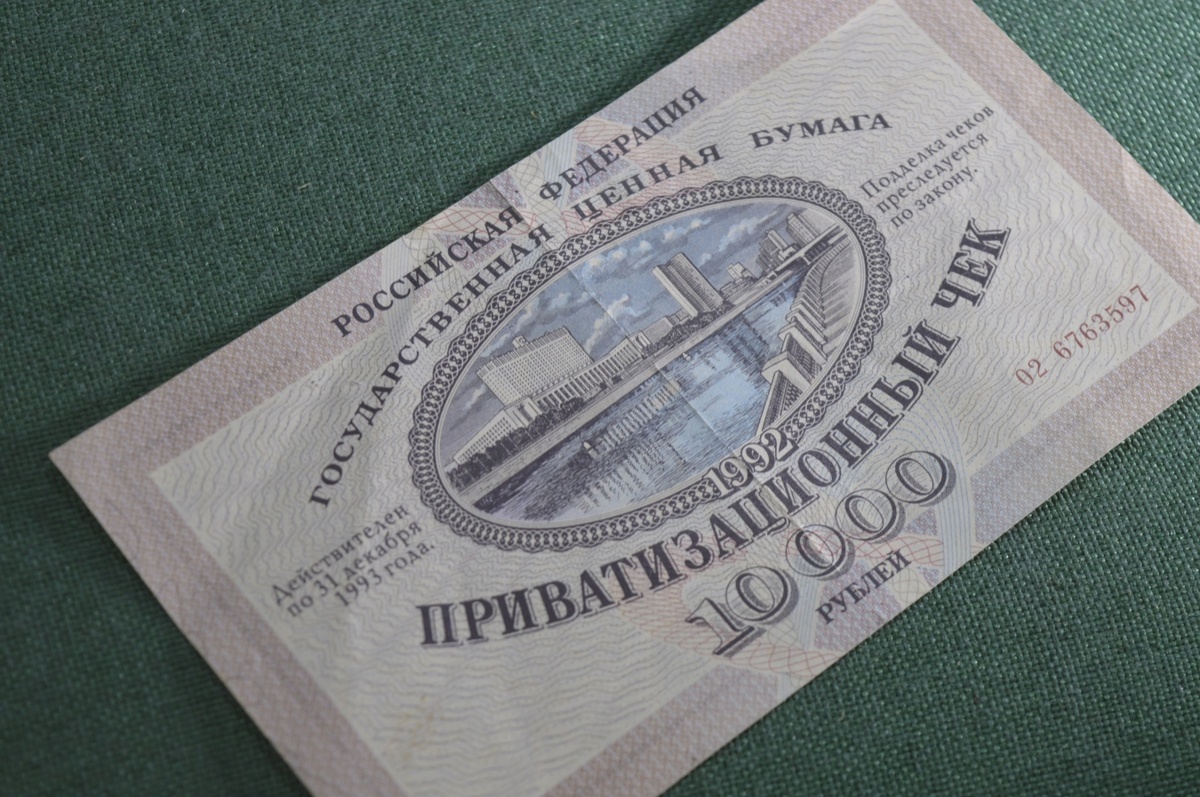 РОССИЙСКАЯ ФЕДЕРАЦИЯ
ГОСУДАРСТВЕННАЯ ЦЕННАЯ БУМАГА
Подделка чеков
преследуется
по закону.
Действителен
по 31 декабря
1993 года.
1992
02 6763597
ПРИВАТИЗАЦИОННЫЙ ЧЕК
10 000
РУБЛЕЙ